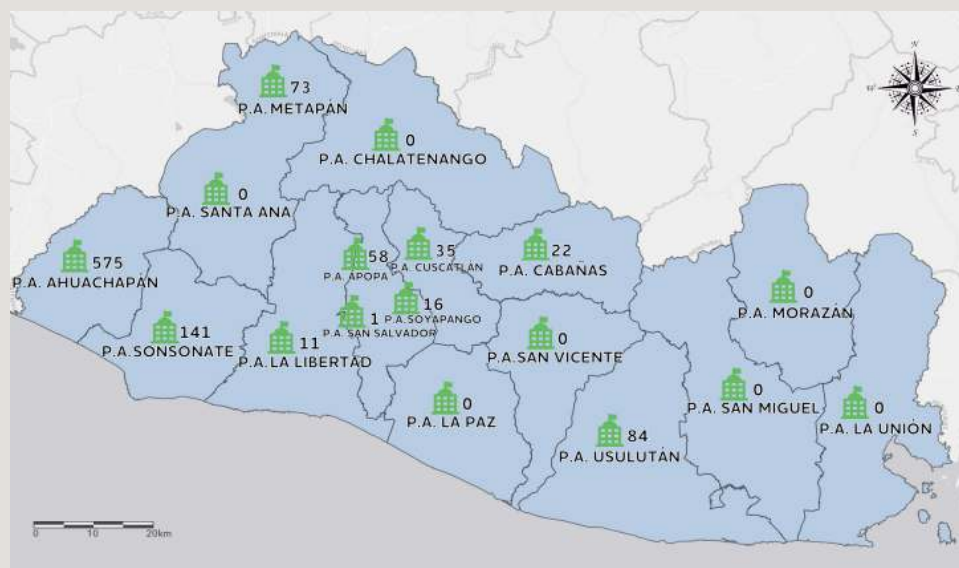 N
W
E
S
73
P.A. METAPÁN
0
P.A. CHALATENANGO
0
P.A. SANTA ANA
575
P.A. AHUACHAPÁN
58
P.A. APOPA
35
P.A. CUSCATLÁN
22
P.A. CABAÑAS
141
P.A.SONSONATE
11
P.A.LA LIBERTAD
1
P.A. SAN SALVADOR
16
P.A.SOYAPANGO
0
P.A.SAN VICENTE
0
P.A. MORAZÁN
0
P.A. LA PAZ
84
P.A. USULUTÁN
0
P.A. SAN MIGUEL
0
P.A. LA UNIÓN
0 10 20km